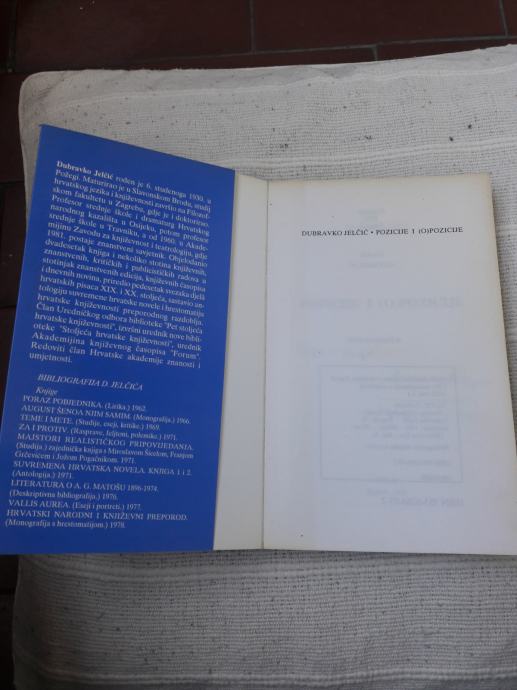 Dubravko Jelčić rođen je 6. studenoga 1930. u
Požegi. Maturirao je u Slavonskom Brodu, studij
hrvatskog jezika i književnosti završio na Filozof-
skom fakultetu u Zagrebu, gdje je i doktorirao.
Profesor srednje škole i dramaturg Hrvatskog
narodnog kazališta u Osijeku, potom profesor
srednje škole u Travniku, a od 1960. u Akade-
mijinu Zavodu za književnost i teatrologiju, gdje
1981. postaje znanstveni savjetnik. Objelodanio
dvadesetak knjiga i nekoliko stotina književnih,
znanstvenih, kritičkih i publicističkih radova u
stotinjak znanstvenih edicija, književnih časopisa
i dnevnih novina, priredio pedesetak svezaka djela
hrvatskih pisaca XIX. i XX. stoljeća, sastavio an-
tologiju suvremene hrvatske novele i hrestomatiju
hrvatske književnosti preporodnog razdoblja.
Član Uredničkog odbora biblioteke "Pet stoljeća
hrvatske književnosti", izvršni urednik nove bibli-
oteke "Stoljeća hrvatske književnosti", urednik
Akademijina književnog časopisa "Forum".
Redoviti član Hrvatske akademije znanosti i
umjetnosti.
BIBLIOGRAFIJA D. JELČIĆA
Knjige
PORAZ POBJEDNIKA. (Lirika.) 1962.
AUGUST ŠENOA NJIM SAMIM. (Monografija.) 1966.
TEME I METE. (Studije, eseji, kritike.) 1969.
ZA I PROTIV. (Rasprave, feljtoni, polemike.) 1971.
MAJSTORI REALISTIČKOG PRIPOVIJEDANJA.
(Studija.) zajednička knjiga s Miroslavom Šicelom, Franjom
Grčevićem i Jožom Pogačnikom. 1971.
SUVREMENA HRVATSKA NOVELA. KNJIGA 1 i 2.
(Antologija.) 1971.
LITERATURA O A. G. MATOŠU 1896-1974.
(Deskriptivna bibliografija.) 1976.
VALLIS AUREA. (Eseji i portreti.) 1977.
HRVATSKI NARODNI I KNJIŽEVNI PREPOROD.
(Monografija s hrestomatijom.) 1978.
DUBRAVKO JELČIĆ • POZICIJE I (O)POZICIJE